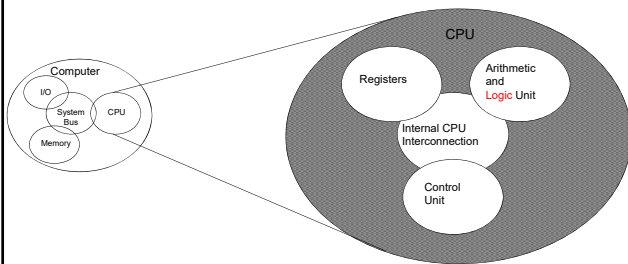 Computer
I/O
System
Bus
CPU
Memory
CPU
Registers
Arithmetic
and
Logic Unit
Internal CPU
Interconnection
Control
Unit